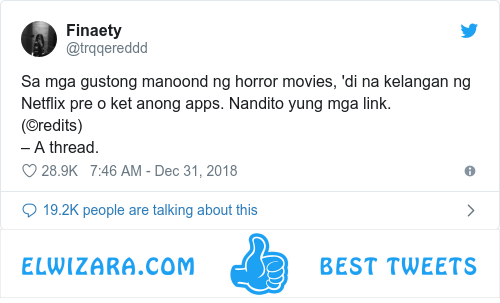 Finaety
@trqqereddd
Sa mga gustong manoond ng horror movies, 'di na kelangan ng
Netflix pre o ket anong apps. Nandito yung mga link.
(©redits)
– A thread.
28.9K 7:46 AM - Dec 31, 2018
19.2K people are talking about this
ELWIZARA.COM BEST TWEETS